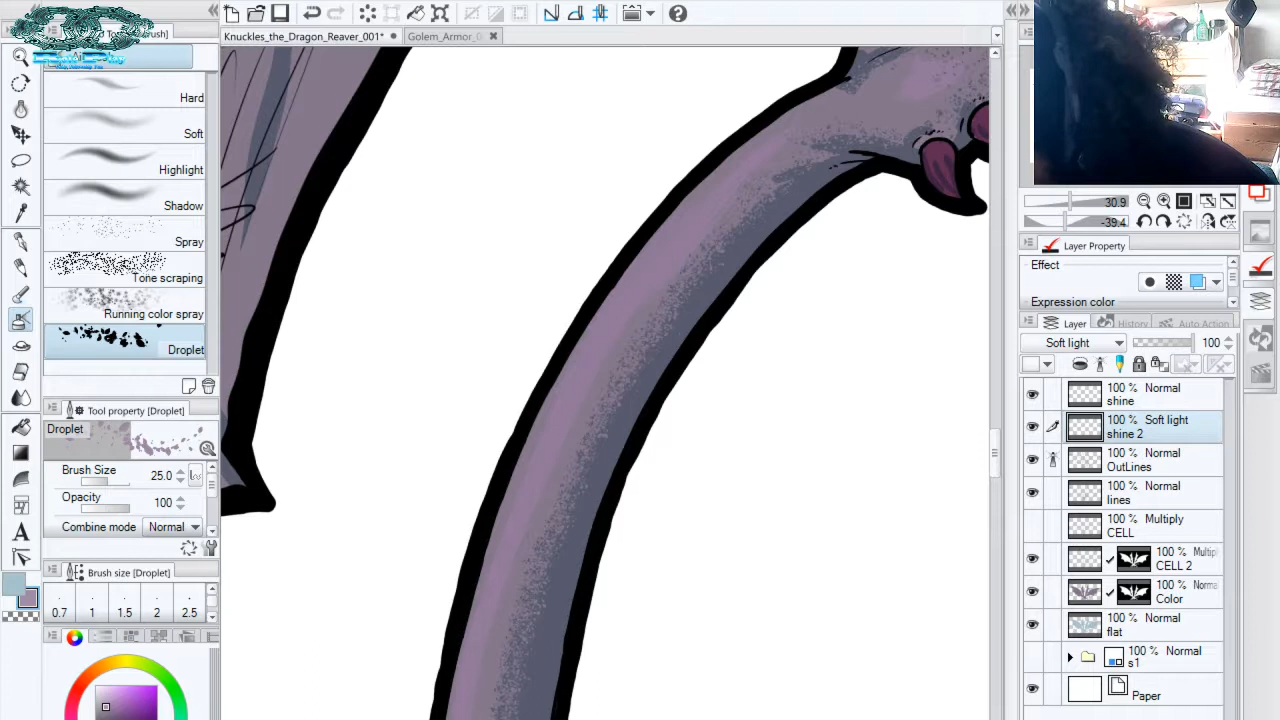 Knuckles_the_Dragon_Reaver_001*
Golem_Armor_0
Hard
Soft
Highlight
Shadow
Spray
Tone scraping
Running color spray
Droplet
Tool property [Droplet]
Droplet
Brush Size 25.0
Opacity 100
Combine mode Normal
Brush size [Droplet]
0.7 1 1.5 2 2.5
30.9
-39.4
Layer Property
Effect
Expression color
Layer History Auto Action
Soft light 100
100 % Normal
shine
100 % Soft light
shine 2
100 % Normal
OutLines
100 % Normal
lines
100 % Multiply
CELL
100 % Multip
CELL 2
100 % Norma
Color
100 % Normal
flat
100 % Normal
s1
Paper